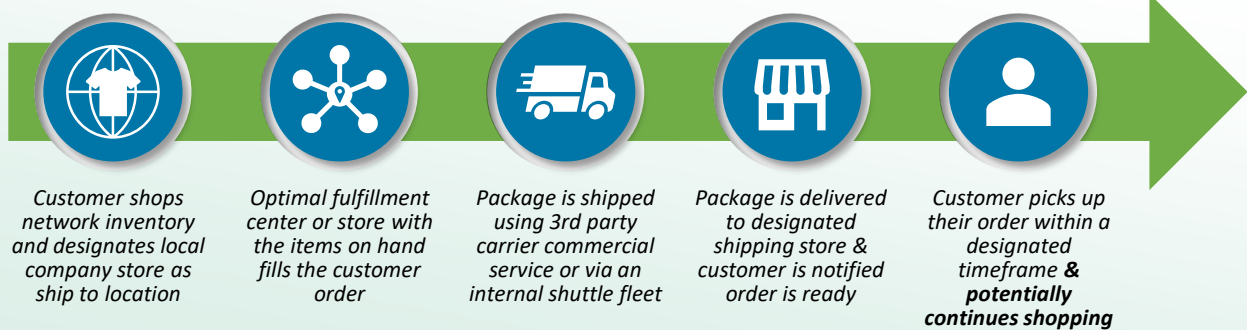 Customer shops
network inventory
and designates local
company store as
ship to location
Optimal fulfillment
center or store with
the items on hand
fills the customer
order
Package is shipped
using 3rd party
carrier commercial
service or via an
internal shuttle fleet
Package is delivered
to designated
shipping store &
customer is notified
order is ready
Customer picks up
their order within a
designated
timeframe &
potentially
continues shopping